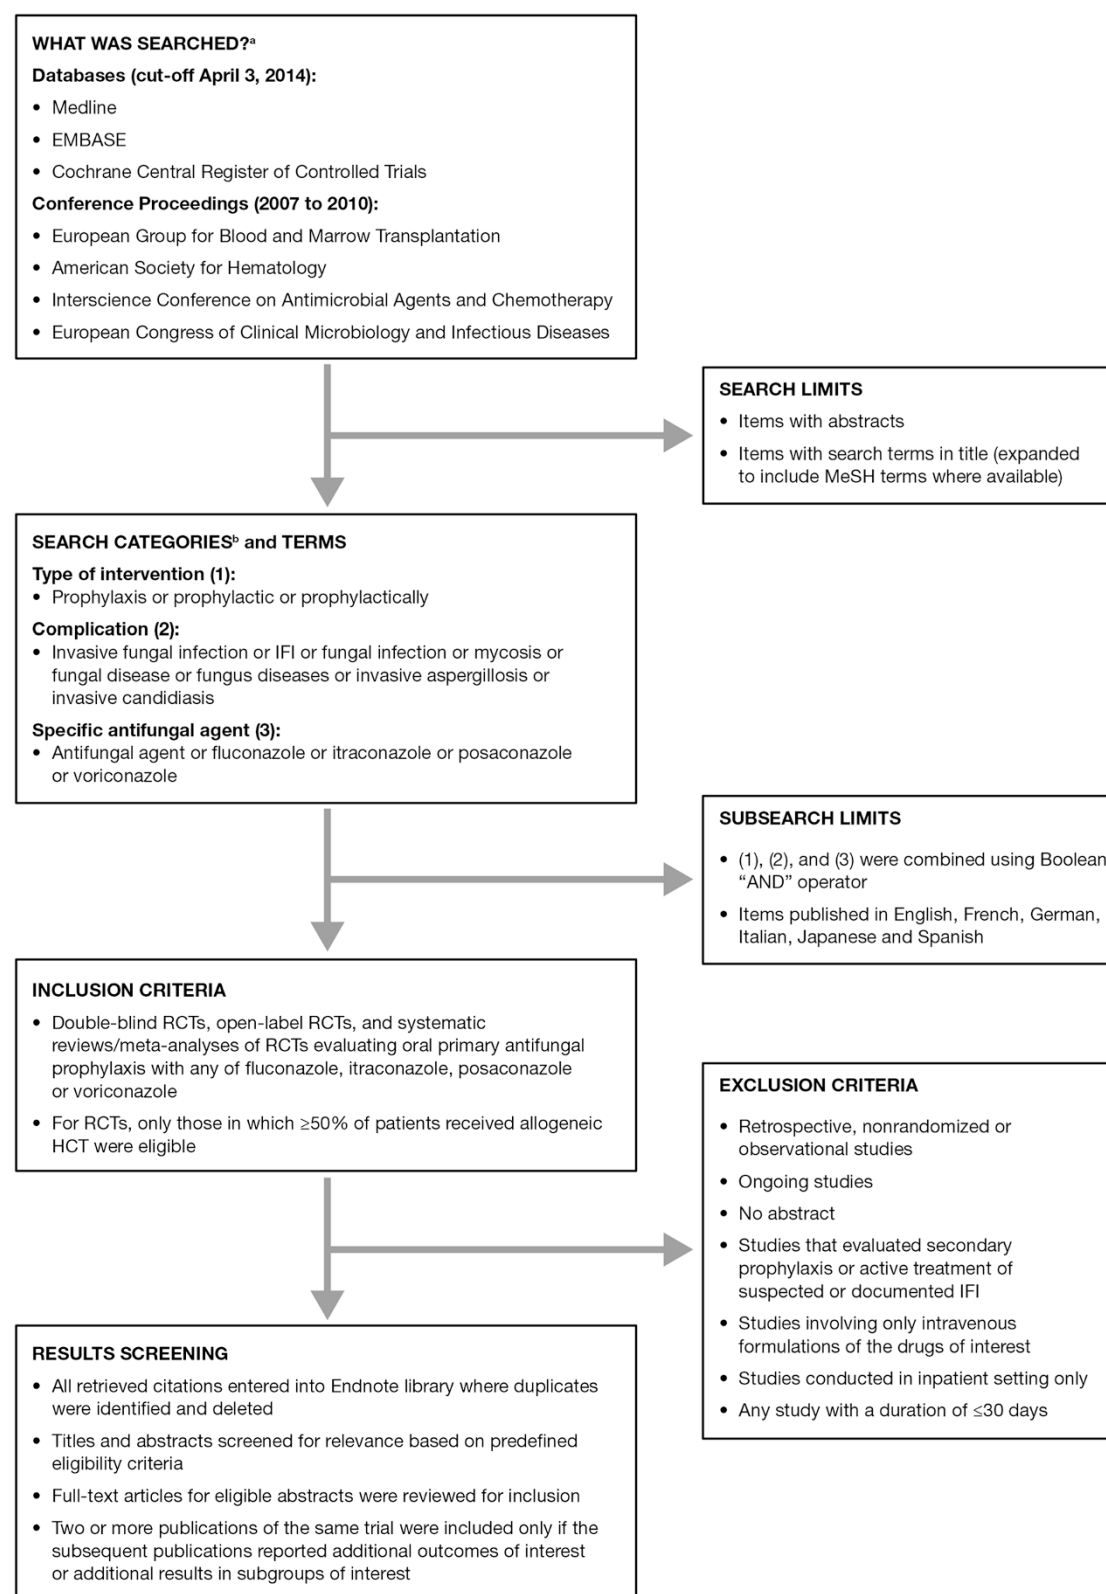 WHAT WAS SEARCHED?ᵃ
Databases (cut-off April 3, 2014):
• Medline
• EMBASE
• Cochrane Central Register of Controlled Trials
Conference Proceedings (2007 to 2010):
• European Group for Blood and Marrow Transplantation
• American Society for Hematology
• Interscience Conference on Antimicrobial Agents and Chemotherapy
• European Congress of Clinical Microbiology and Infectious Diseases
SEARCH LIMITS
• Items with abstracts
• Items with search terms in title (expanded
to include MeSH terms where available)
SEARCH CATEGORIESᵇ and TERMS
Type of intervention (1):
• Prophylaxis or prophylactic or prophylactically
Complication (2):
• Invasive fungal infection or IFI or fungal infection or mycosis or
fungal disease or fungus diseases or invasive aspergillosis or
invasive candidiasis
Specific antifungal agent (3):
• Antifungal agent or fluconazole or itraconazole or posaconazole
or voriconazole
SUBSEARCH LIMITS
• (1), (2), and (3) were combined using Boolean
“AND” operator
• Items published in English, French, German,
Italian, Japanese and Spanish
INCLUSION CRITERIA
• Double-blind RCTs, open-label RCTs, and systematic
reviews/meta-analyses of RCTs evaluating oral primary antifungal
prophylaxis with any of fluconazole, itraconazole, posaconazole
or voriconazole
• For RCTs, only those in which ≥50% of patients received allogeneic
HCT were eligible
EXCLUSION CRITERIA
• Retrospective, nonrandomized or
observational studies
• Ongoing studies
• No abstract
• Studies that evaluated secondary
prophylaxis or active treatment of
suspected or documented IFI
• Studies involving only intravenous
formulations of the drugs of interest
• Studies conducted in inpatient setting only
• Any study with a duration of ≤30 days
RESULTS SCREENING
• All retrieved citations entered into Endnote library where duplicates
were identified and deleted
• Titles and abstracts screened for relevance based on predefined
eligibility criteria
• Full-text articles for eligible abstracts were reviewed for inclusion
• Two or more publications of the same trial were included only if the
subsequent publications reported additional outcomes of interest
or additional results in subgroups of interest